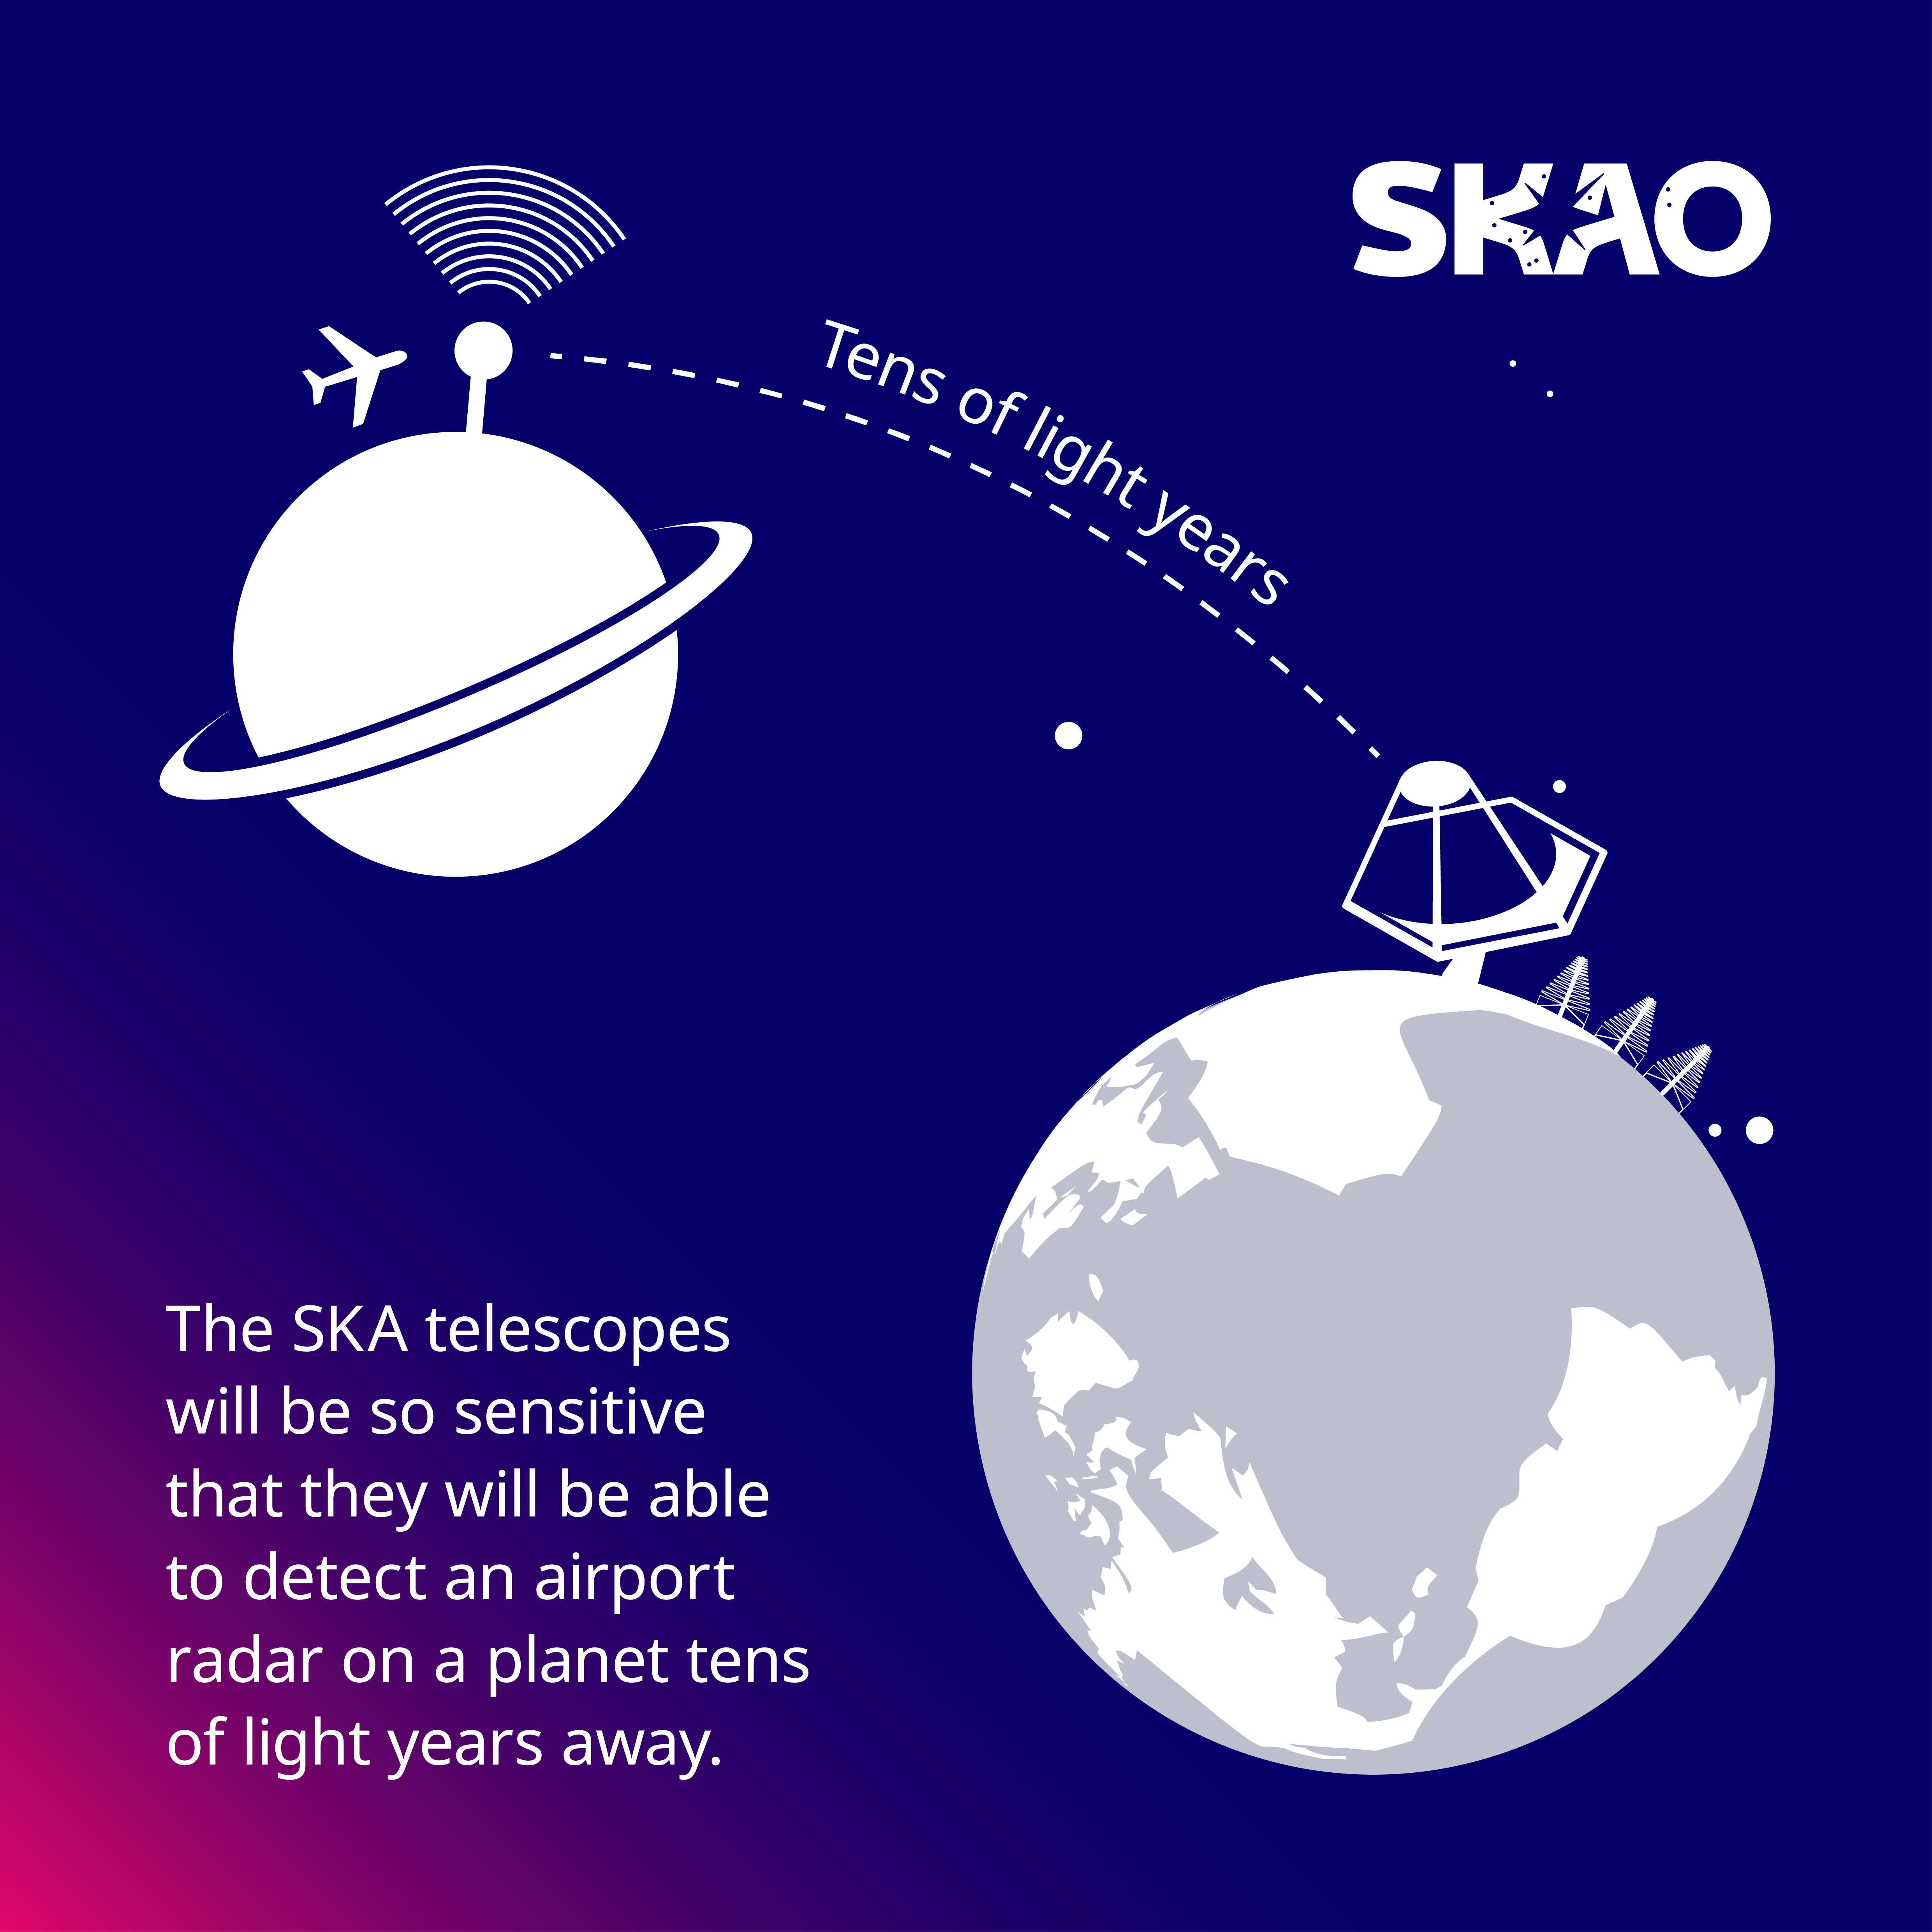 SKAO
Tens of light years
The SKA telescopes
will be so sensitive
that they will be able
to detect an airport
radar on a planet tens
of light years away.